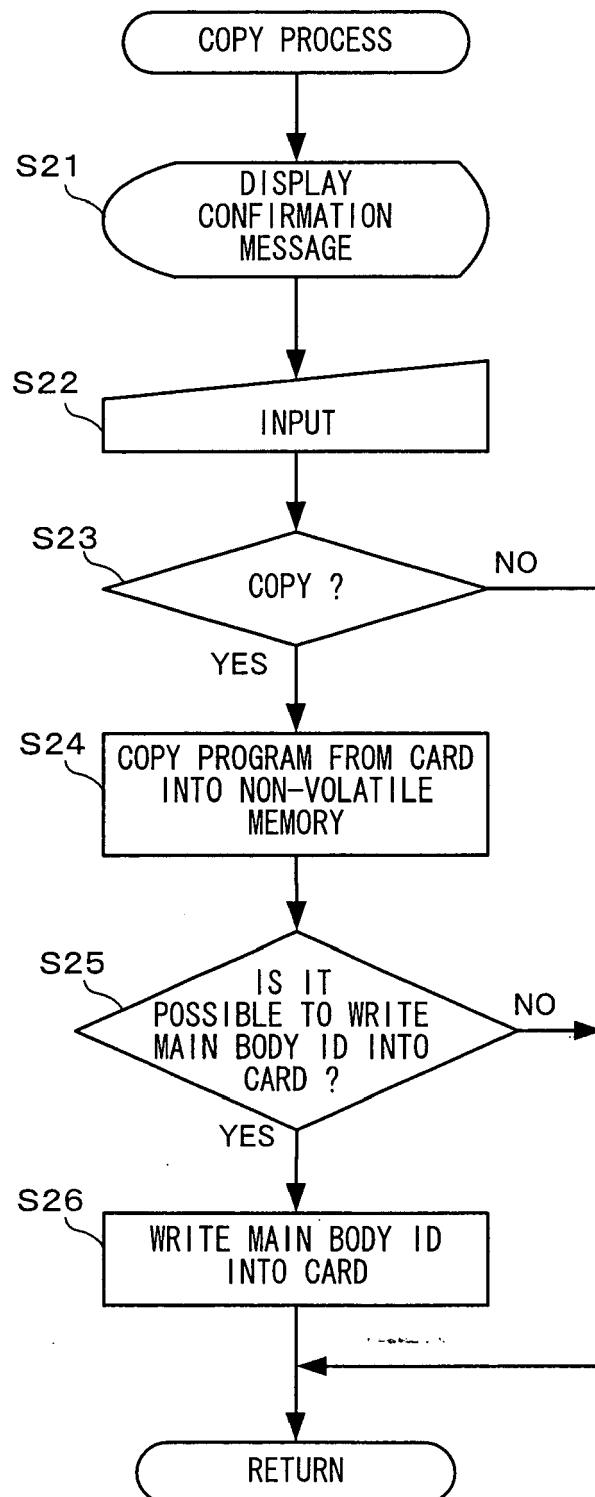 COPY PROCESS
S21
DISPLAY
CONFIRMATION
MESSAGE
S22
INPUT
S23
COPY ?
NO
YES
S24
COPY PROGRAM FROM CARD
INTO NON-VOLATILE
MEMORY
S25
IS IT
POSSIBLE TO WRITE
MAIN BODY ID INTO
CARD ?
NO
YES
S26
WRITE MAIN BODY ID
INTO CARD
RETURN